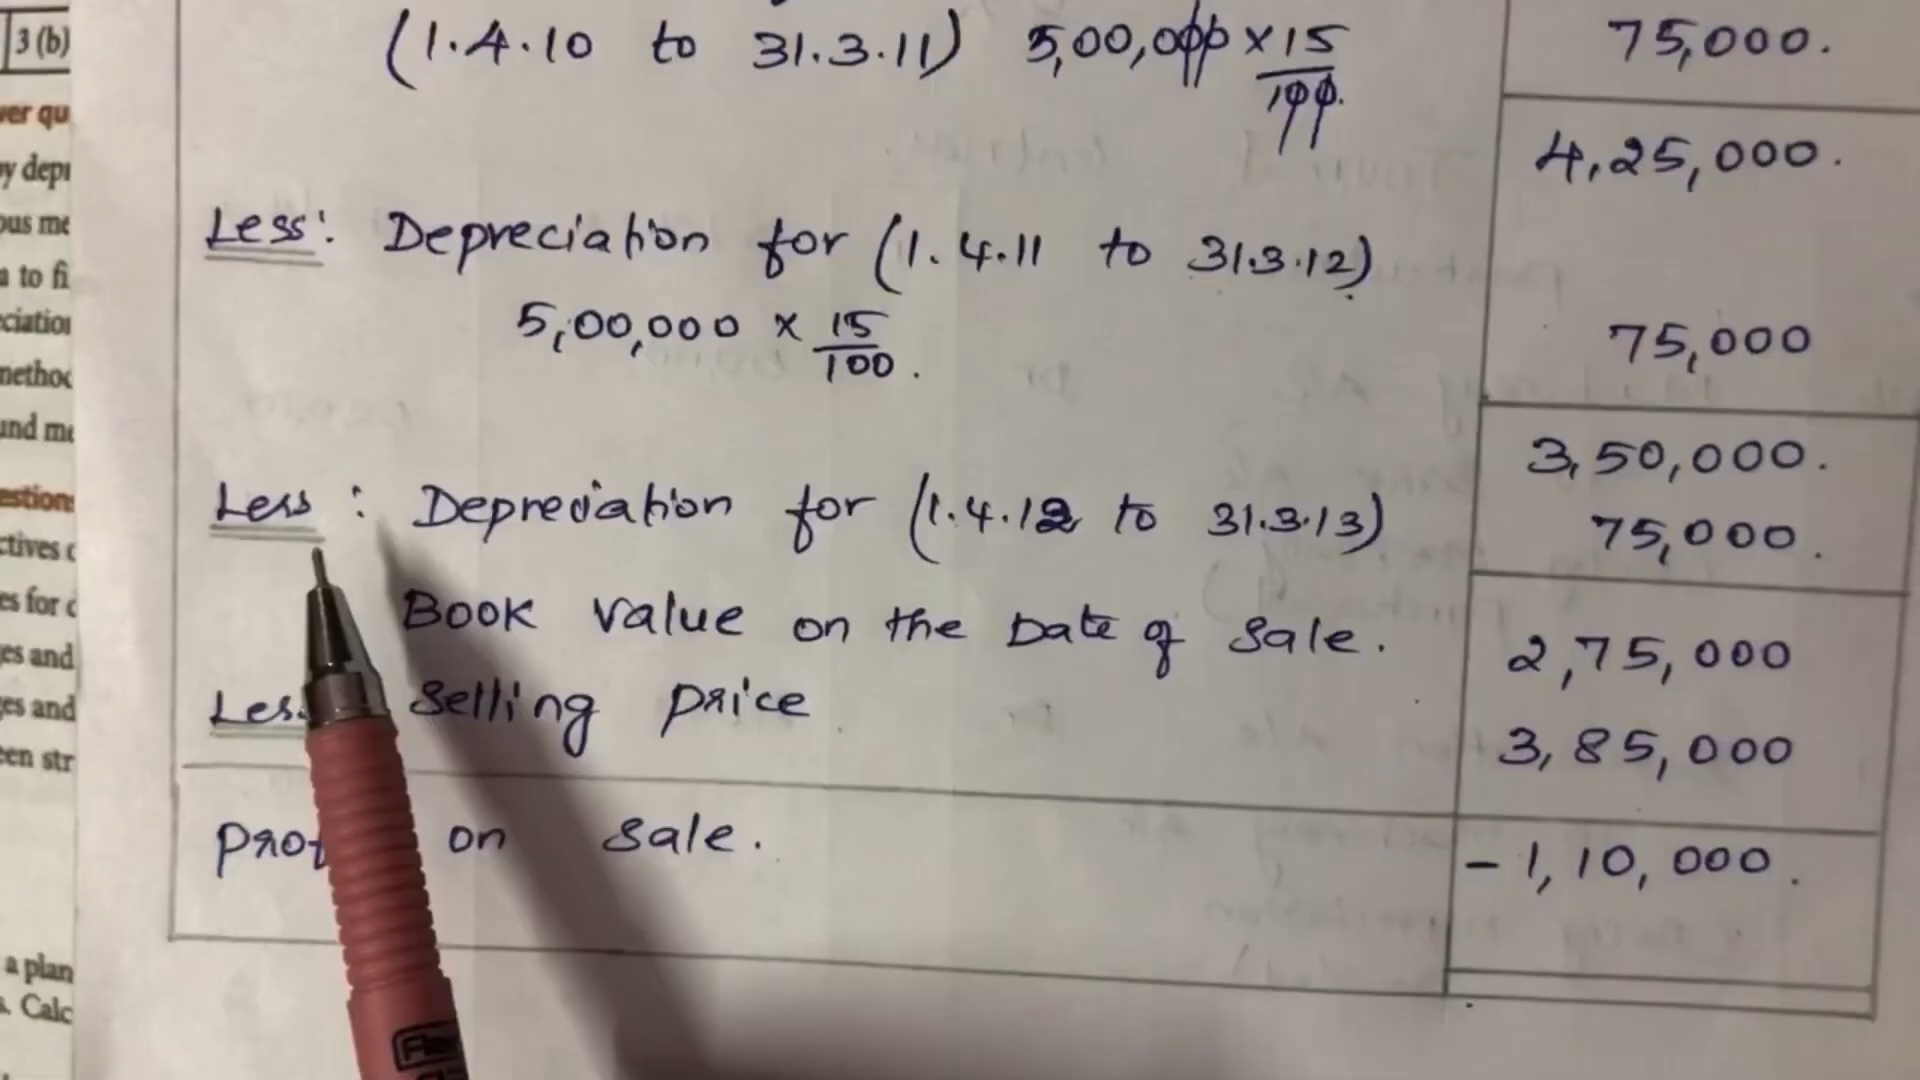 3 (b)
(1.4.10 to 31.3.11) 5,00,000 × 15/100 75,000.
4,25,000.
Less: Depreciation for (1.4.11 to 31.3.12)
5,00,000 × 15/100. 75,000
3,50,000.
Less: Depreciation for (1.4.12 to 31.3.13) 75,000.
Book value on the Date of Sale. 2,75,000
Selling price 3,85,000
on Sale. - 1,10,000.
a plan